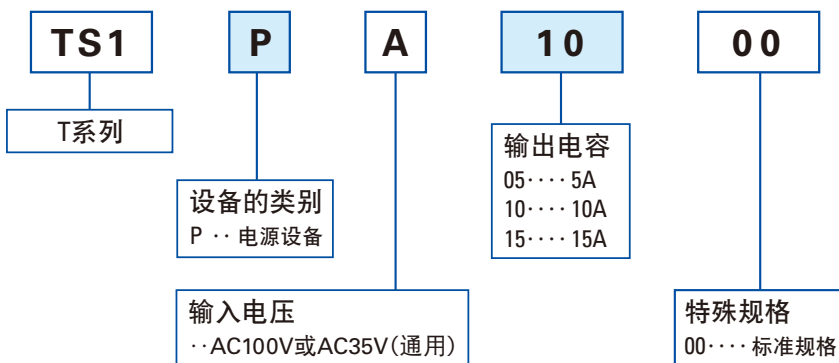 TS1 P A 10 00
T系列
设备的类别
P ‥ 电源设备
输入电压
‥AC100V或AC35V(通用)
输出电容
05‥‥5A
10‥‥10A
15‥‥15A
特殊规格
00‥‥标准规格